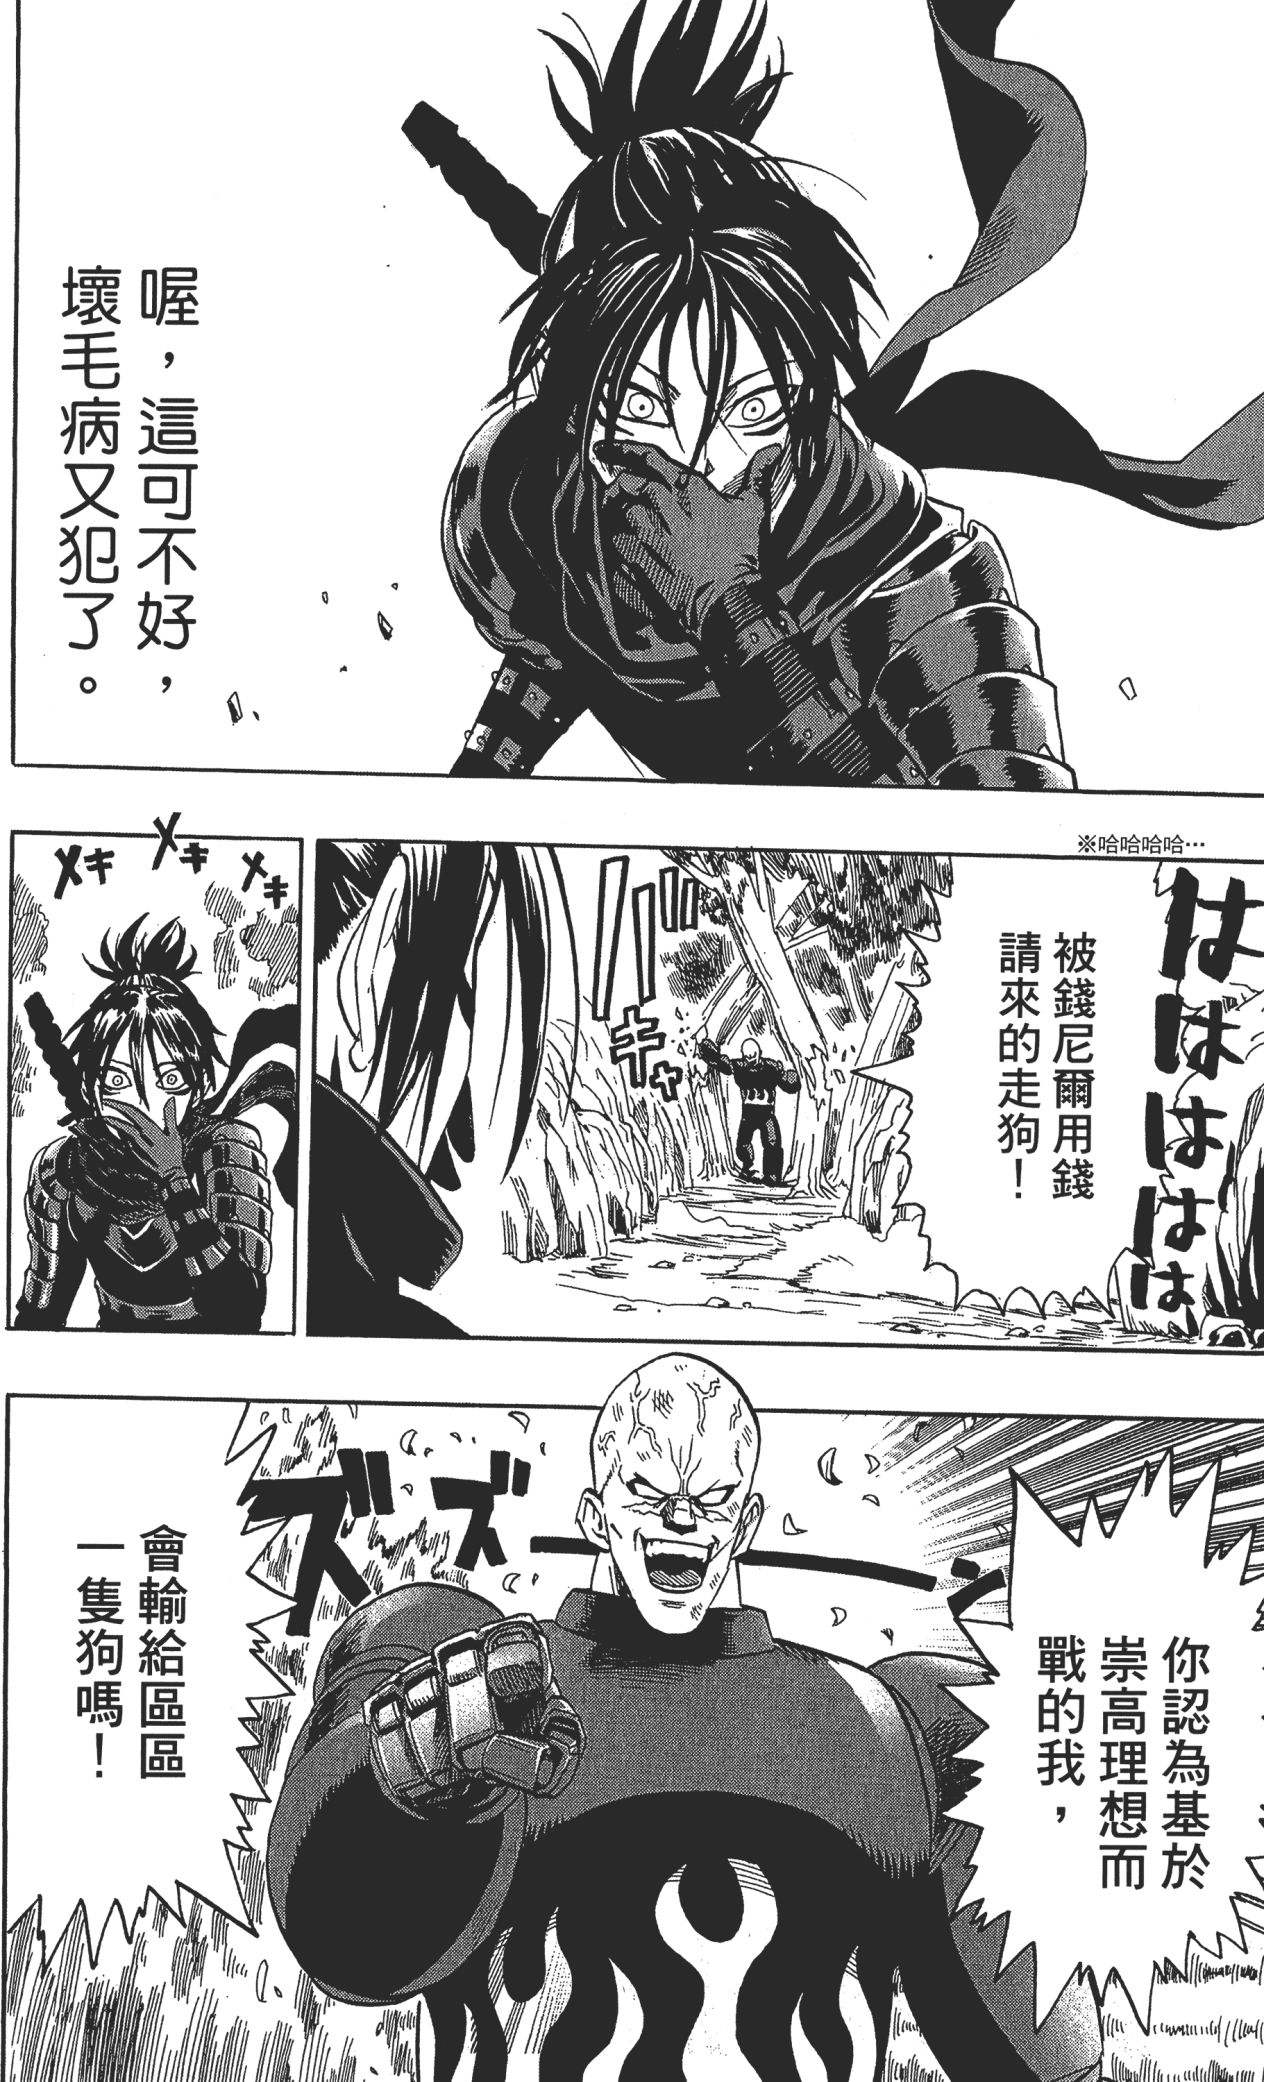 喔，這可不好，
壞毛病又犯了。
※哈哈哈哈…
はははははは
被錢尼爾用錢
請來的走狗！
バキャ
メキ
メキ
メキ
你認為基於
崇高理想而
戰的我，
ズズーン
會輸給區區
一隻狗嗎！